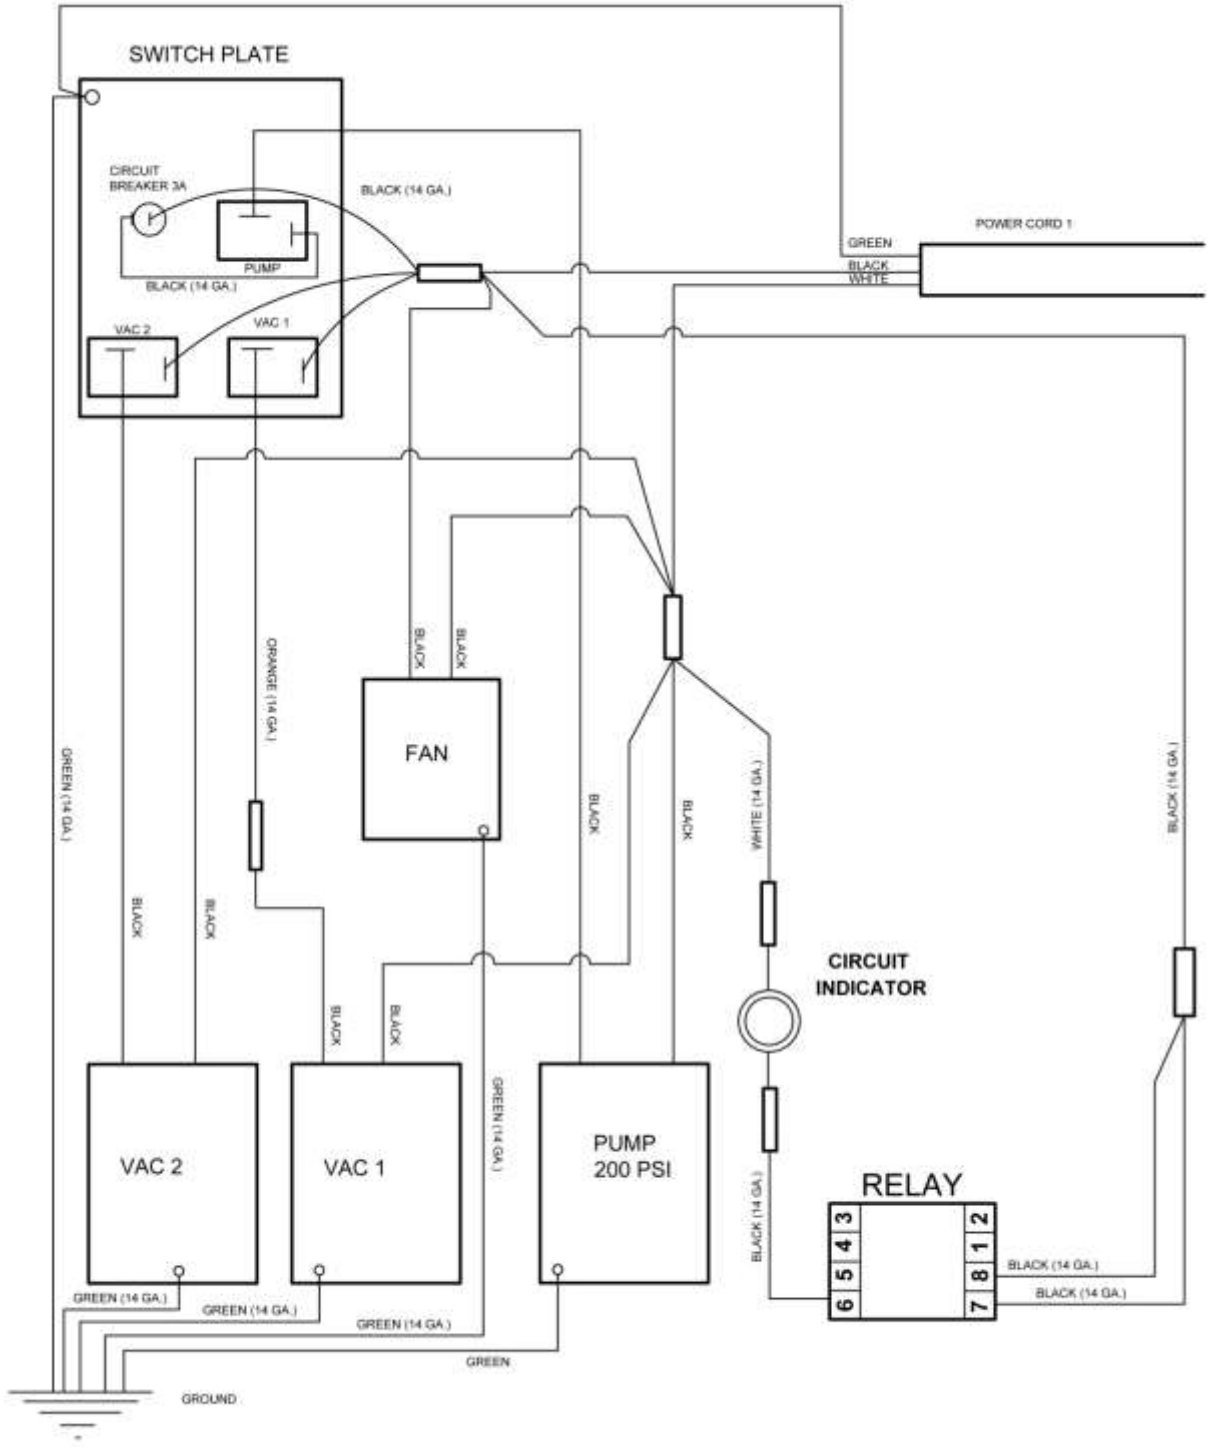 SWITCH PLATE
CIRCUIT
BREAKER 3A
BLACK (14 GA.)
POWER CORD 1
GREEN
BLACK
WHITE
PUMP
BLACK (14 GA.)
VAC 2
VAC 1
ORANGE (14 GA.)
BLACK
BLACK
FAN
GREEN (14 GA.)
BLACK
BLACK
WHITE (14 GA.)
BLACK (14 GA.)
BLACK
BLACK
CIRCUIT
INDICATOR
BLACK
BLACK
GREEN (14 GA.)
VAC 2
VAC 1
PUMP
200 PSI
BLACK (14 GA.)
RELAY
3
2
4
1
5
8
6
7
BLACK (14 GA.)
BLACK (14 GA.)
GREEN (14 GA.)
GREEN (14 GA.)
GREEN (14 GA.)
GREEN
GROUND